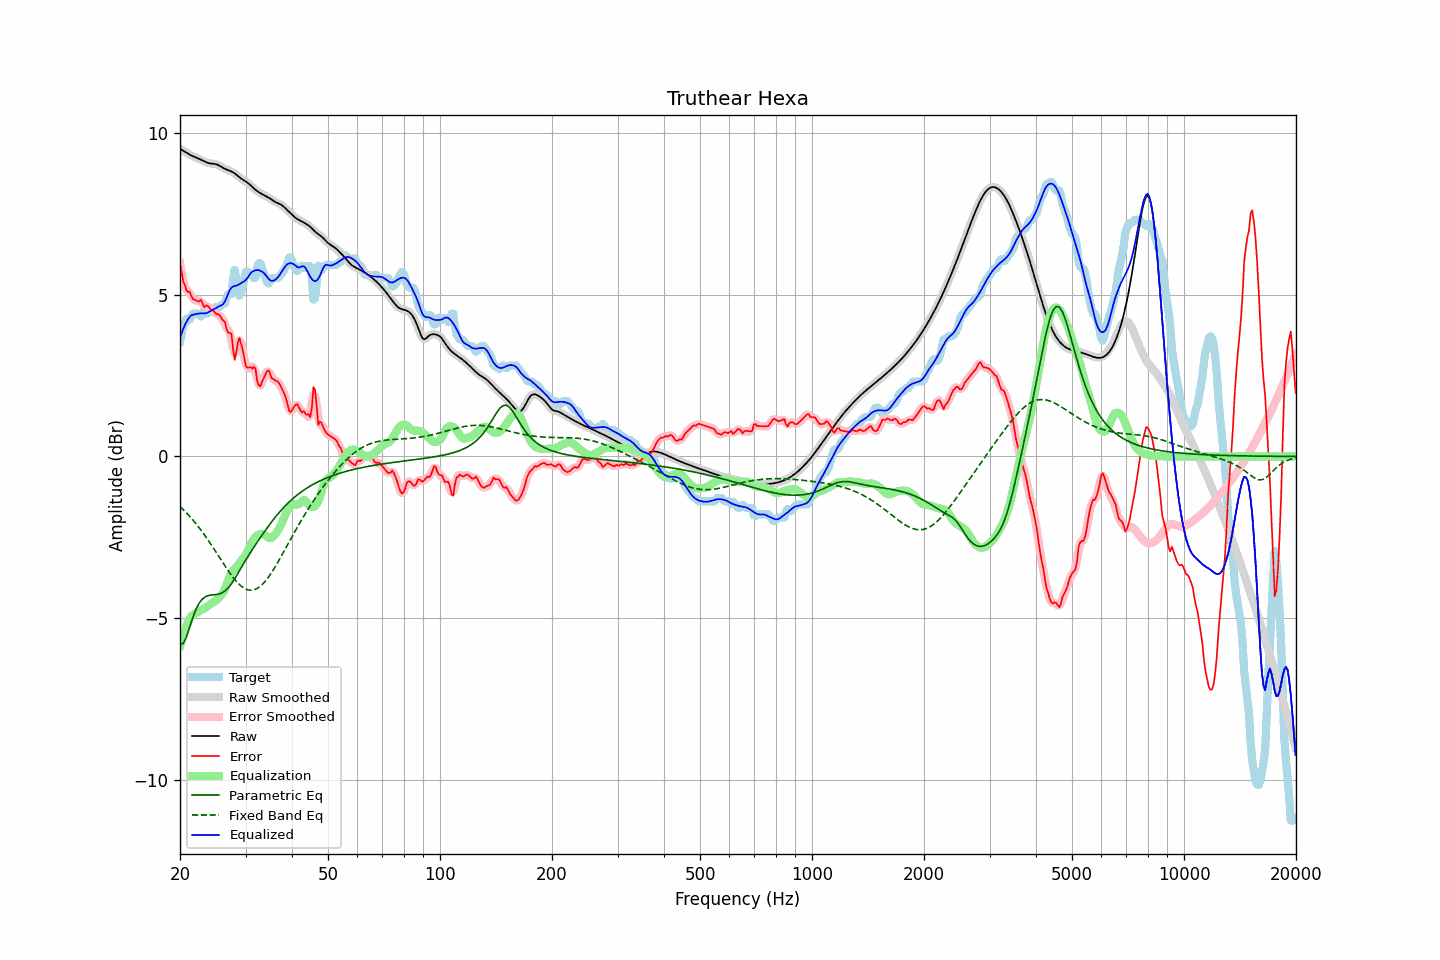 Truthear Hexa
10
5
0
−5
−10
Amplitude (dBr)
Target
Raw Smoothed
Error Smoothed
Raw
Error
Equalization
Parametric Eq
Fixed Band Eq
Equalized
20 50 100 200 500 1000 2000 5000 10000 20000
Frequency (Hz)